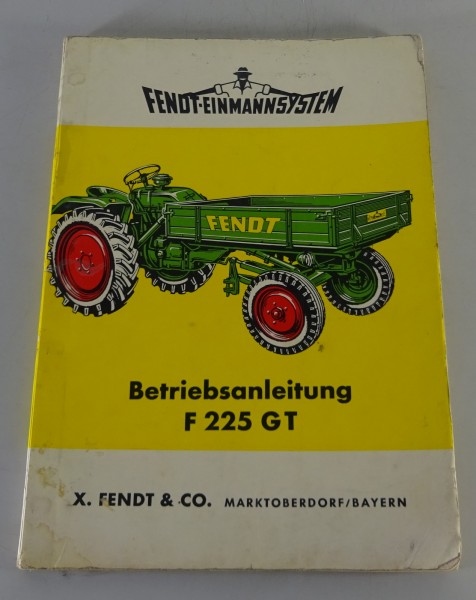 FENDT-EINMANNSYSTEM
FENDT
Betriebsanleitung
F 225 GT
X. FENDT & CO. MARKTOBERDORF/BAYERN